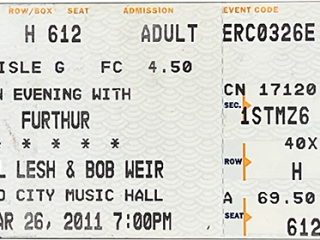 ROW/BOX SEAT ADMISSION EVENT CODE
H 612 ADULT ERC0326E
ISLE G FC 4.50
N EVENING WITH CN 17120
FURTHUR SEC. 1STMZ6
* * * * * 40X
L LESH & BOB WEIR ROW H
O CITY MUSIC HALL A 69.50
AR 26, 2011 7:00PM SEAT 612